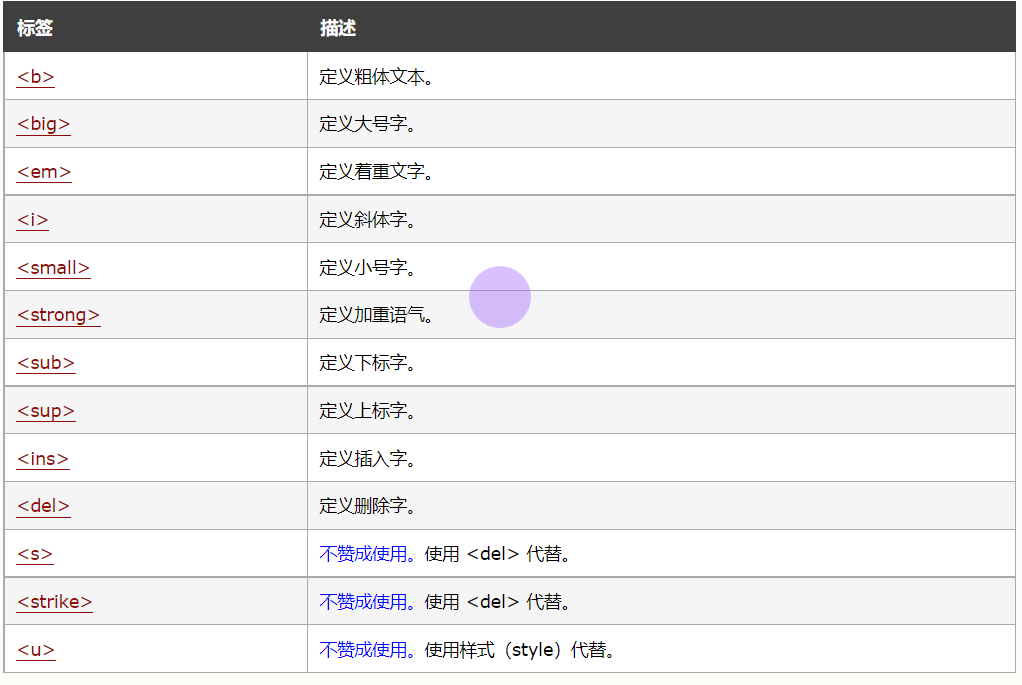 标签 描述
<b> 定义粗体文本。
<big> 定义大号字。
<em> 定义着重文字。
<i> 定义斜体字。
<small> 定义小号字。
<strong> 定义加重语气。
<sub> 定义下标字。
<sup> 定义上标字。
<ins> 定义插入字。
<del> 定义删除字。
<s> 不赞成使用。使用 <del> 代替。
<strike> 不赞成使用。使用 <del> 代替。
<u> 不赞成使用。使用样式（style）代替。